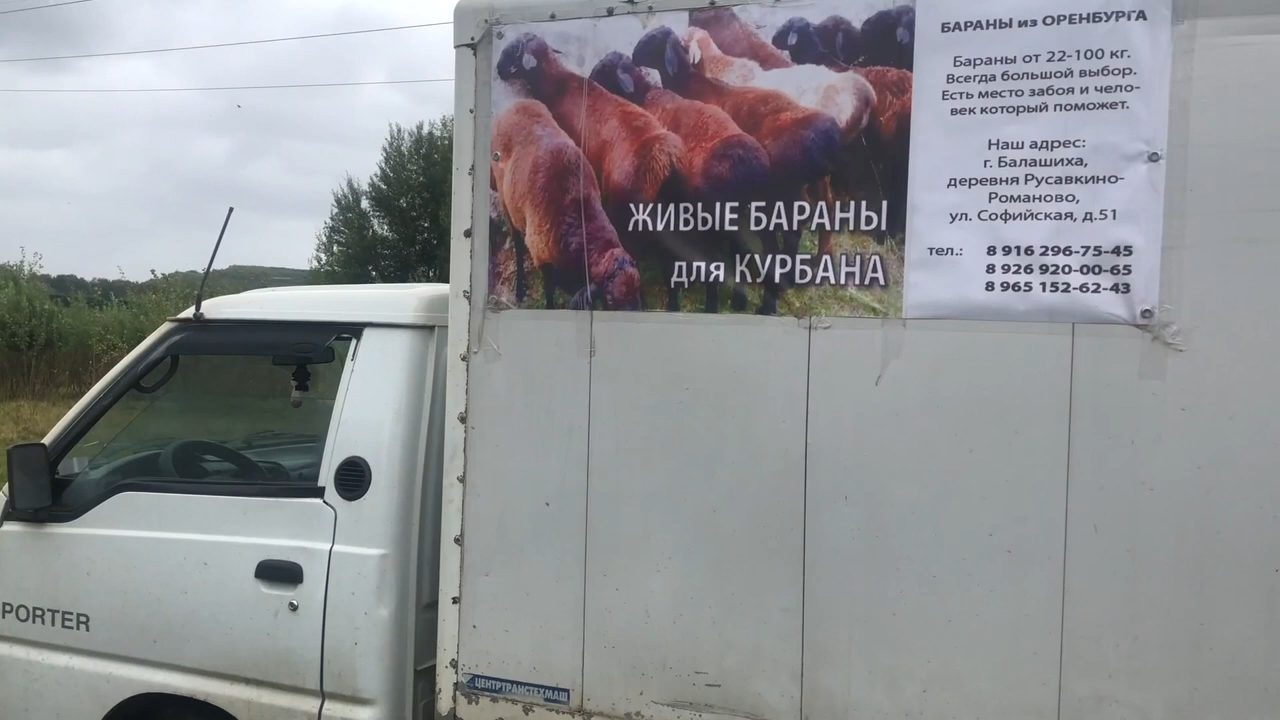 БАРАНЫ из ОРЕНБУРГА
Бараны от 22-100 кг.
Всегда большой выбор.
Есть место забоя и чело-
век который поможет.
Наш адрес:
г. Балашиха,
деревня Русавкино-
Романово,
ул. Софийская, д.51
тел.: 8 916 296-75-45
8 926 920-00-65
8 965 152-62-43
ЖИВЫЕ БАРАНЫ
для КУРБАНА
PORTER
ЦЕНТРТРАНСТЕХМАШ